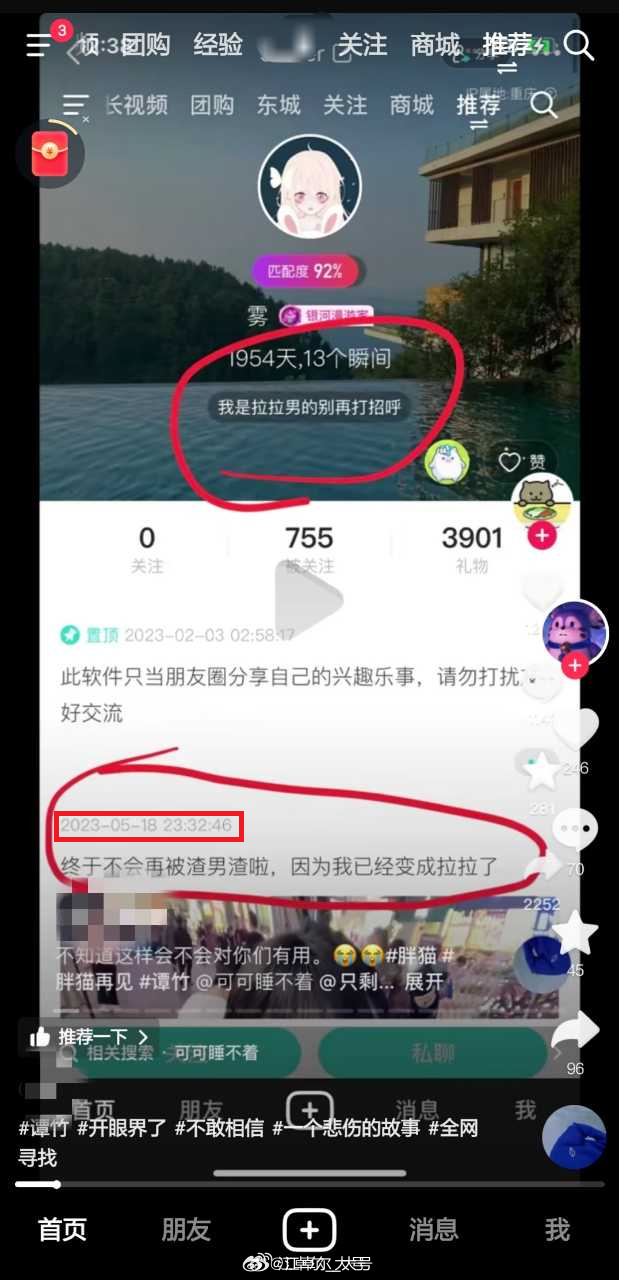 3
频 团购 经验 关注 商城 推荐
长视频 团购 东城 关注 商城 推荐
IP属地:重庆
匹配度 92%
雾 银河漫游客
1954天,13个瞬间
我是拉拉男的别再打招呼
赞
0 755 3901
关注 被关注 礼物
置顶 2023-02-03 02:58:17
此软件只当朋友圈分享自己的兴趣乐事，请勿打扰
好交流
246
281
2023-05-18 23:32:46
终于不会再被渣男渣啦，因为我已经变成拉拉了
70
2252
不知道这样会不会对你们有用。😭😭#胖猫 #
胖猫再见 #谭竹 @可可睡不着 @只剩... 展开
45
推荐一下
相关搜索 · 可可睡不着
私聊
96
首页 朋友 消息 我
#谭竹 #开眼界了 #不敢相信 #一个悲伤的故事 #全网
寻找
首页 朋友 消息 我